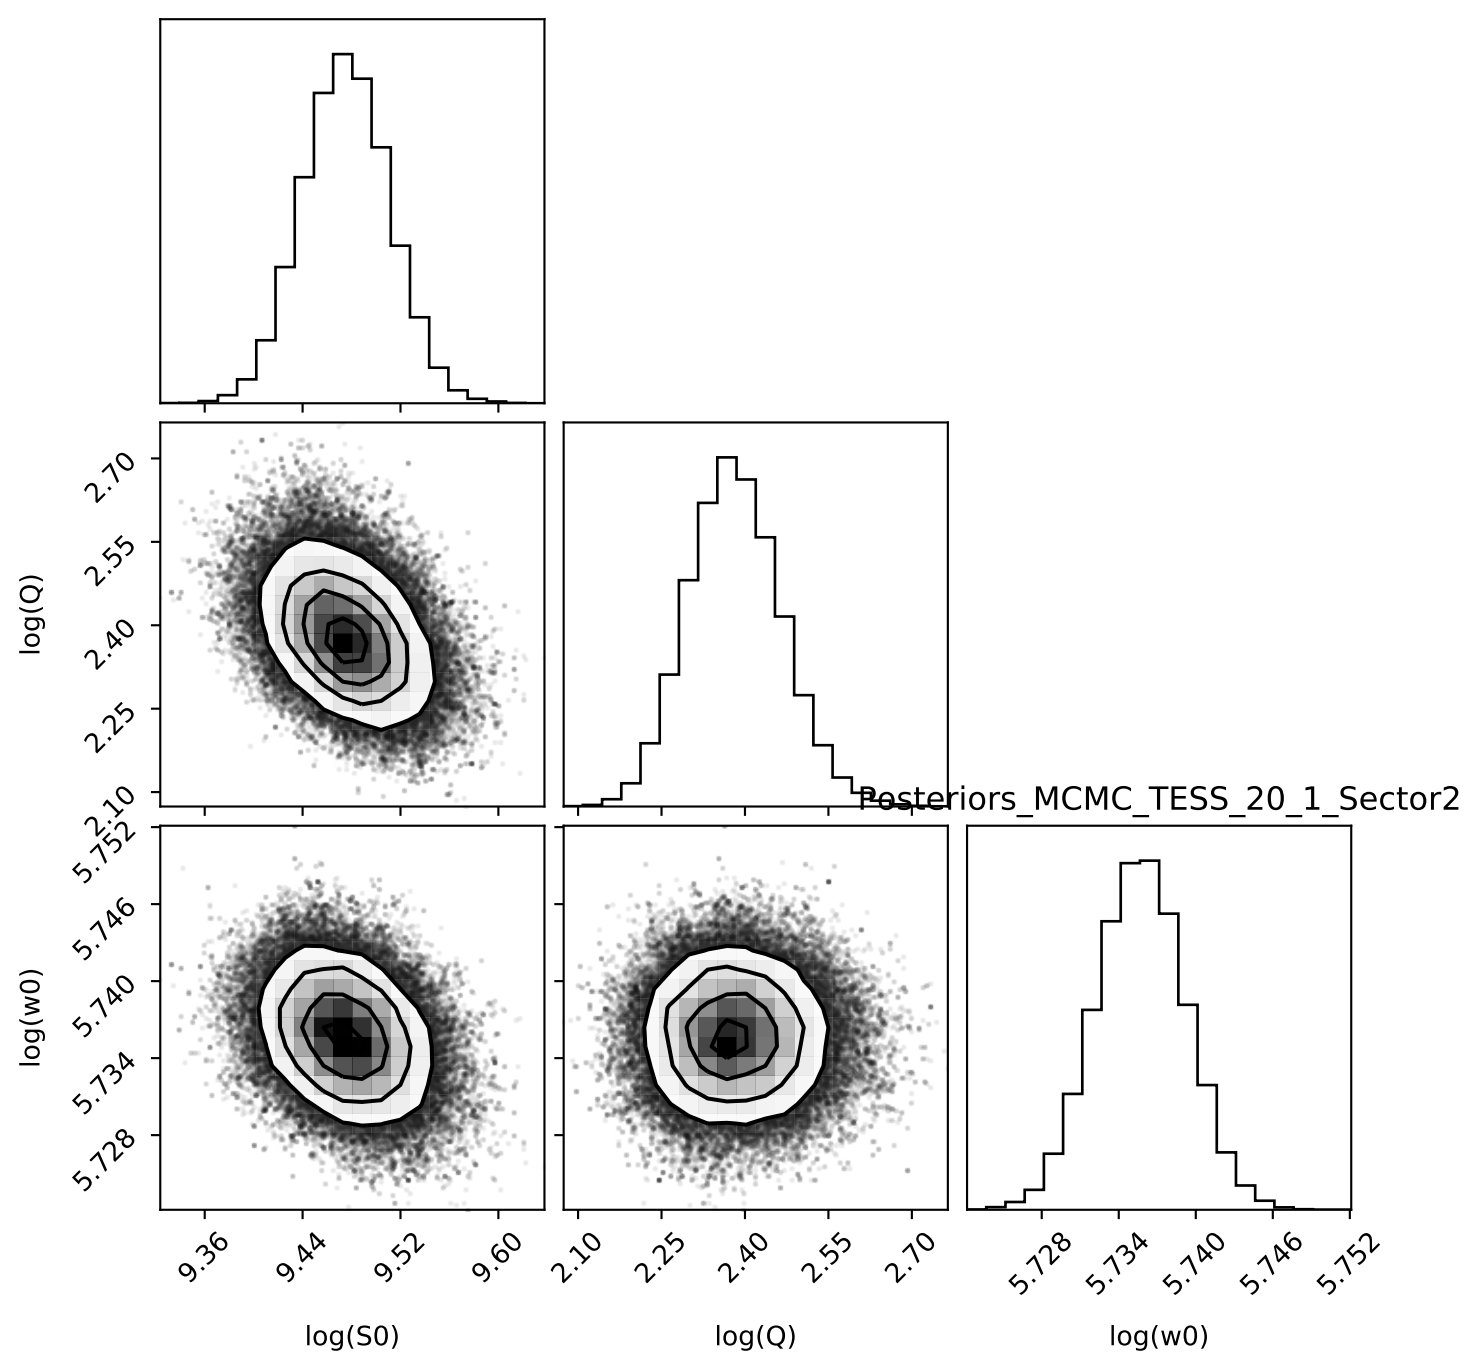 2.70
2.55
2.40
2.25
2.10
log(Q)
Posteriors_MCMC_TESS_20_1_Sector2
5.752
5.746
5.740
5.734
5.728
log(w0)
9.36 9.44 9.52 9.60
2.10 2.25 2.40 2.55 2.70
5.728 5.734 5.740 5.746 5.752
log(S0) log(Q) log(w0)